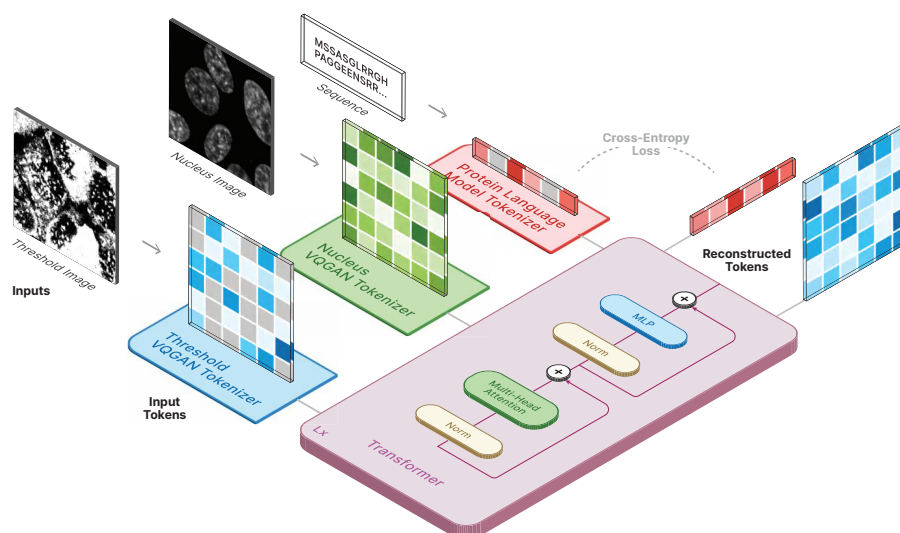 MSSASGLRRGH
PAGGEENSRR...
Sequence
Nucleus Image
Threshold Image
Inputs
Cross-Entropy
Loss
Protein Language
Model Tokenizer
Nucleus
VQGAN Tokenizer
Threshold
VQGAN Tokenizer
Input
Tokens
Reconstructed
Tokens
MLP
Norm
Multi-Head
Attention
Norm
Lx
Transformer